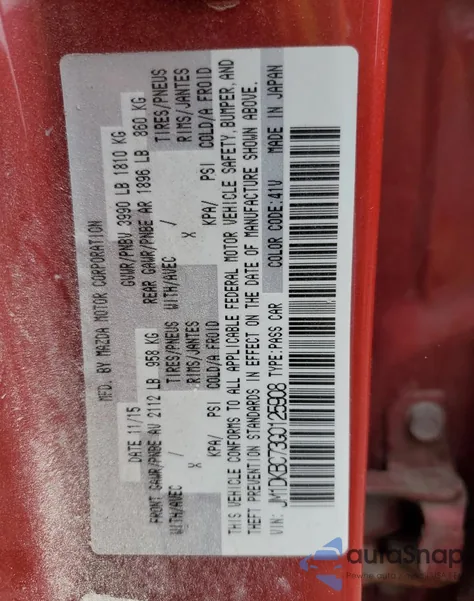 MFD. BY MAZDA MOTOR CORPORATION
DATE 11/15 GVWR/PNBV 3990 LB 1810 KG
FRONT GAWR/PNBE AV 2112 LB 958 KG REAR GAWR/PNBE AR 1896 LB 860 KG
WITH/AVEC TIRES/PNEUS WITH/AVEC TIRES/PNEUS
/ X RIMS/JANTES / X RIMS/JANTES
KPA/ PSI COLD/A FROID KPA/ PSI COLD/A FROID
THIS VEHICLE CONFORMS TO ALL APPLICABLE FEDERAL MOTOR VEHICLE SAFETY, BUMPER, AND
THEFT PREVENTION STANDARDS IN EFFECT ON THE DATE OF MANUFACTURE SHOWN ABOVE.
VIN: JM1DKBC73G0125908 TYPE:PASS CAR COLOR CODE:41V MADE IN JAPAN
autoSnap